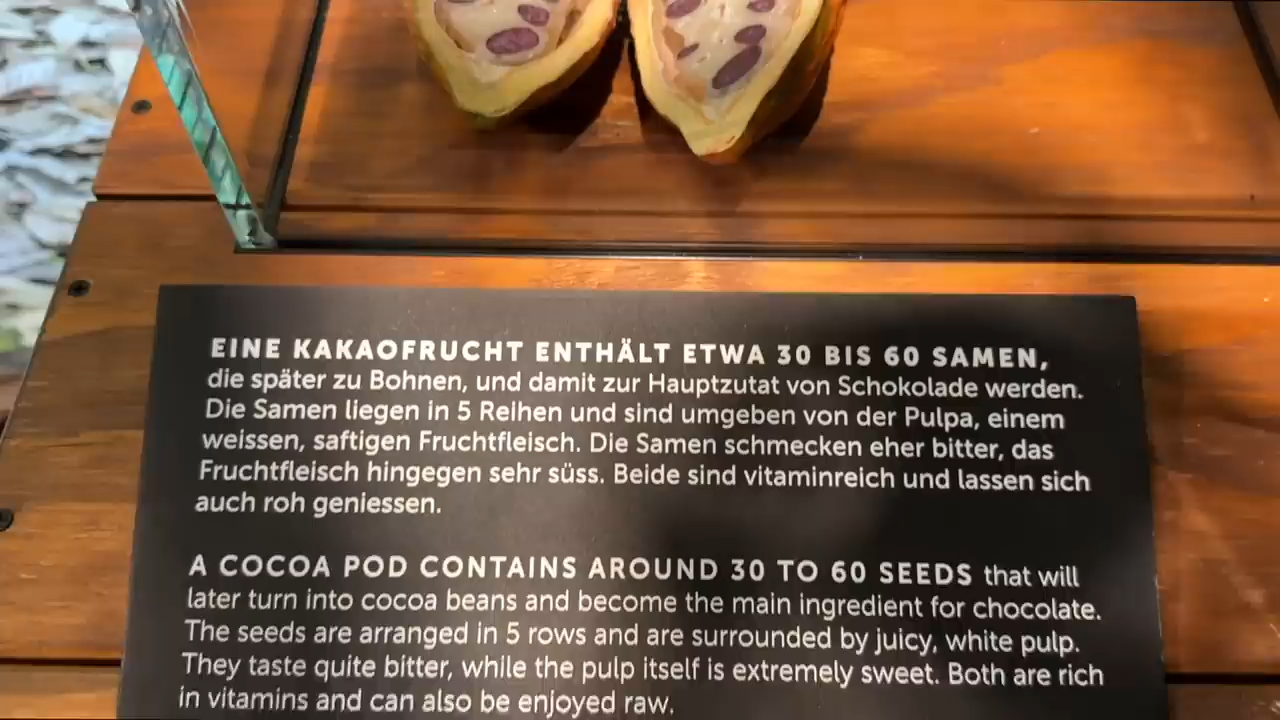 EINE KAKAOFRUCHT ENTHÄLT ETWA 30 BIS 60 SAMEN,
die später zu Bohnen, und damit zur Hauptzutat von Schokolade werden.
Die Samen liegen in 5 Reihen und sind umgeben von der Pulpa, einem
weissen, saftigen Fruchtfleisch. Die Samen schmecken eher bitter, das
Fruchtfleisch hingegen sehr süss. Beide sind vitaminreich und lassen sich
auch roh geniessen.
A COCOA POD CONTAINS AROUND 30 TO 60 SEEDS that will
later turn into cocoa beans and become the main ingredient for chocolate.
The seeds are arranged in 5 rows and are surrounded by juicy, white pulp.
They taste quite bitter, while the pulp itself is extremely sweet. Both are rich
in vitamins and can also be enjoyed raw.